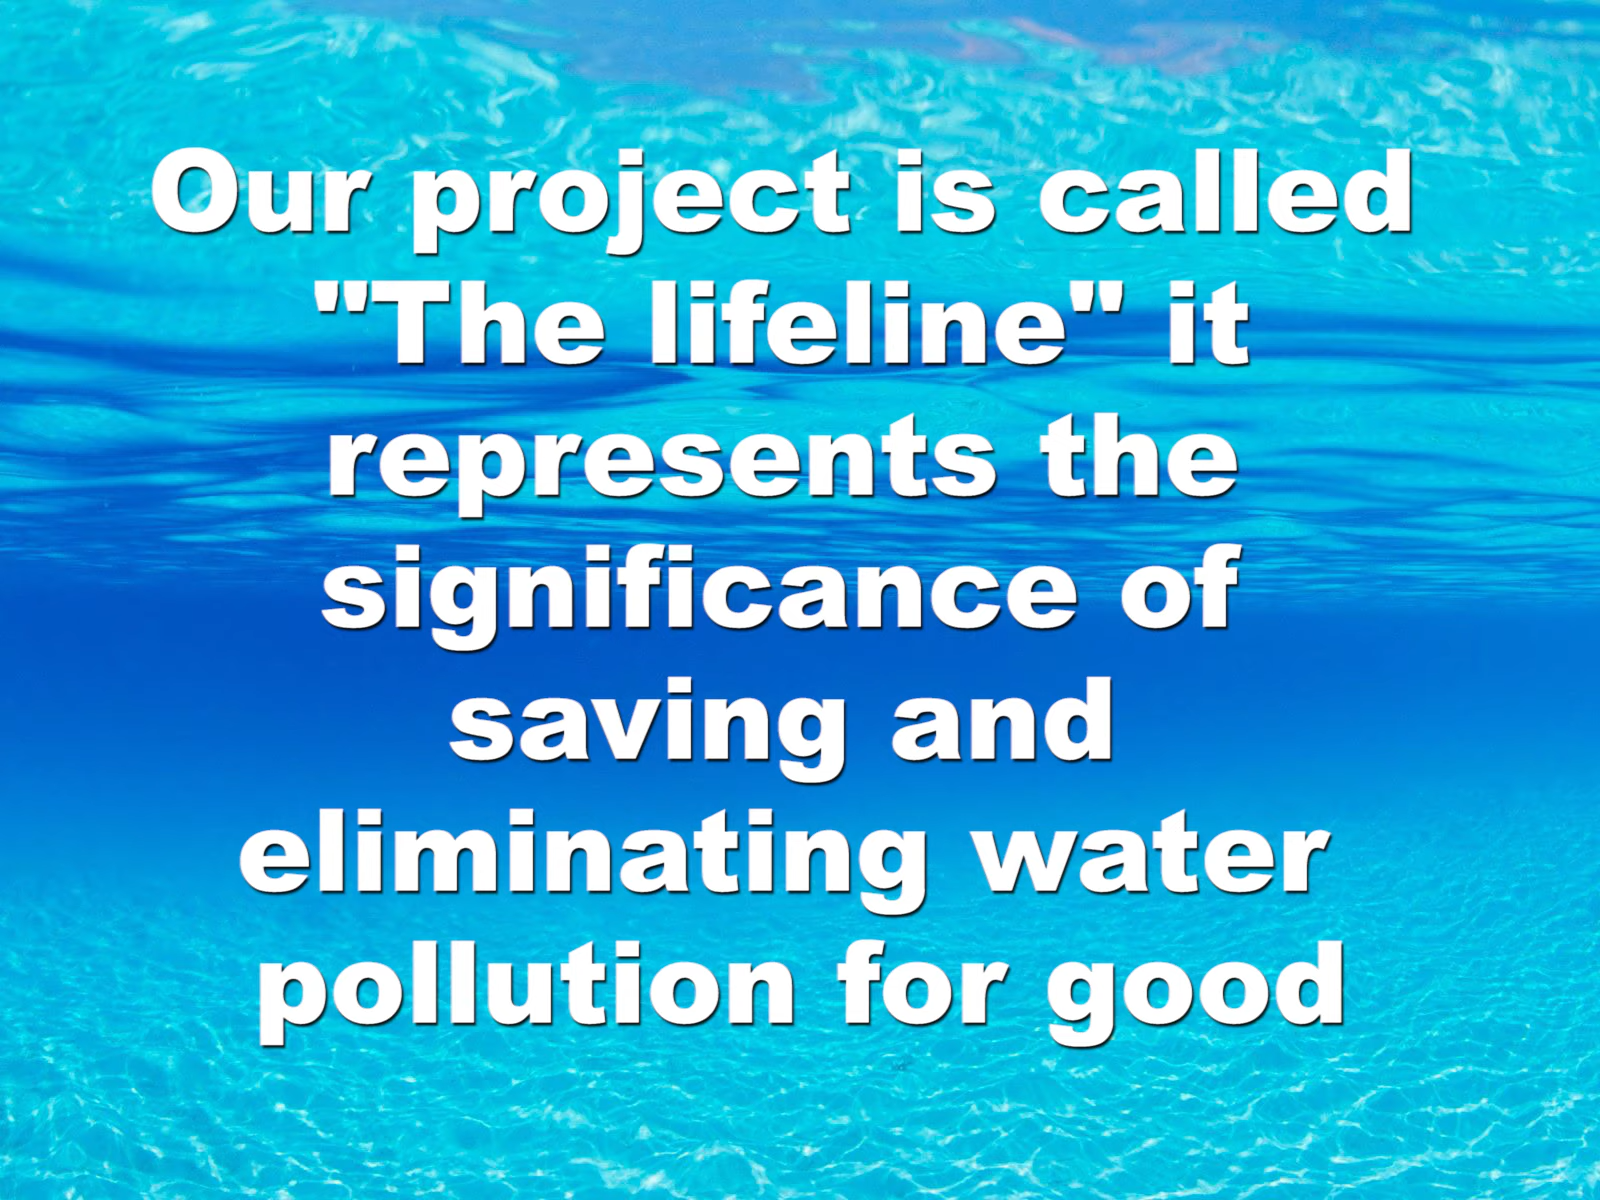 Our project is called
"The lifeline" it
represents the
significance of
saving and
eliminating water
pollution for good